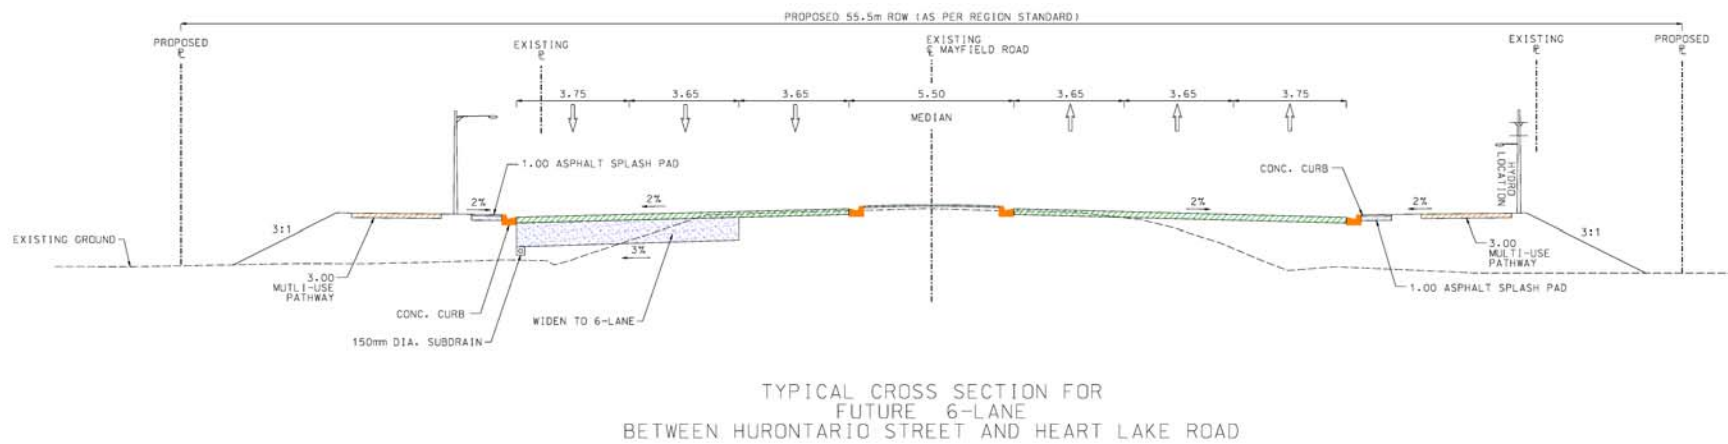 PROPOSED 55.5m ROW (AS PER REGION STANDARD)
PROPOSED
℄
EXISTING
℄
EXISTING
℄ MAYFIELD ROAD
EXISTING
℄
PROPOSED
℄
3.75
3.65
3.65
5.50
3.65
3.65
3.75
MEDIAN
1.00 ASPHALT SPLASH PAD
CONC. CURB
HYDRO
LOCATION
2%
2%
2%
2%
3:1
3:1
EXISTING GROUND
3%
3.00
MUTLI-USE
PATHWAY
3.00
MULTI-USE
PATHWAY
1.00 ASPHALT SPLASH PAD
CONC. CURB
WIDEN TO 6-LANE
150mm DIA. SUBDRAIN
TYPICAL CROSS SECTION FOR
FUTURE 6-LANE
BETWEEN HURONTARIO STREET AND HEART LAKE ROAD